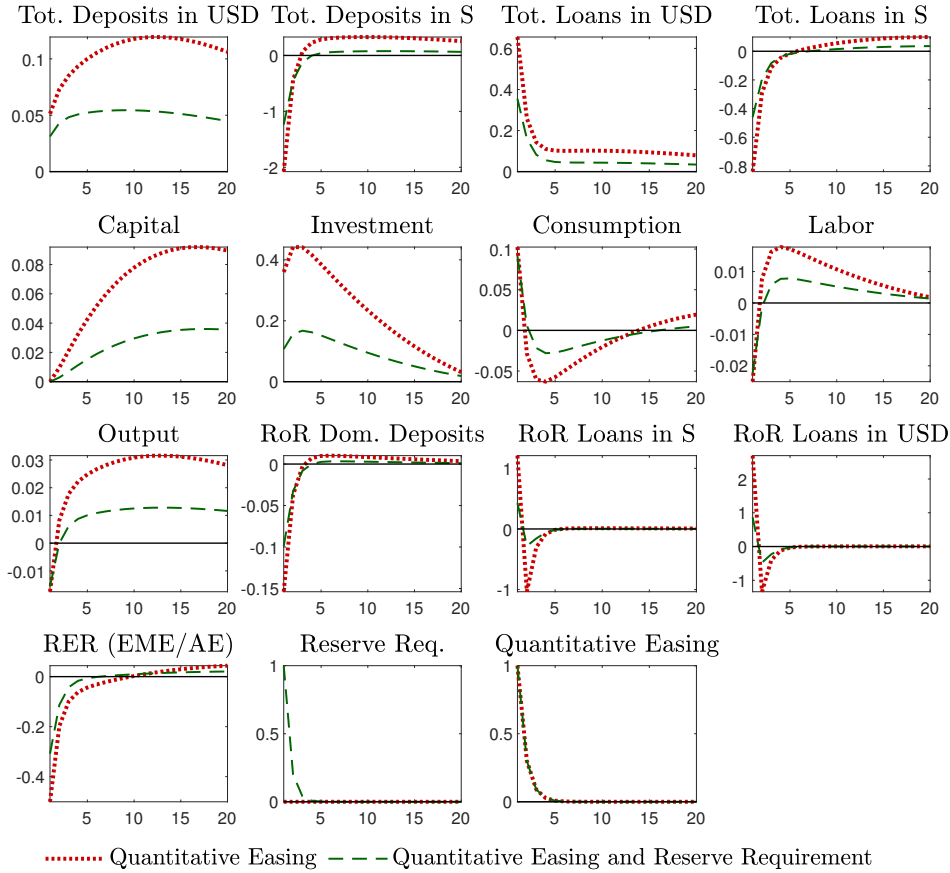 Tot. Deposits in USD Tot. Deposits in S Tot. Loans in USD Tot. Loans in S
0.1 0 0.6 0
0.05 -1 0.4 -0.2
0 -2 0.2 -0.4
0 -0.6
-0.8
5 10 15 20 5 10 15 20 5 10 15 20 5 10 15 20
Capital Investment Consumption Labor
0.08 0.4 0.1 0.01
0.06 0.2 0.05 0
0.04 0 0 -0.01
0.02 -0.05 -0.02
0
5 10 15 20 5 10 15 20 5 10 15 20 5 10 15 20
Output RoR Dom. Deposits RoR Loans in S RoR Loans in USD
0.03 0 1 2
0.02 -0.05 0 1
0.01 -0.1 -1 0
0 -0.15 -1
-0.01
5 10 15 20 5 10 15 20 5 10 15 20 5 10 15 20
RER (EME/AE) Reserve Req. Quantitative Easing
0 1 1
-0.2 0.5 0.5
-0.4 0 0
5 10 15 20 5 10 15 20 5 10 15 20
Quantitative Easing Quantitative Easing and Reserve Requirement